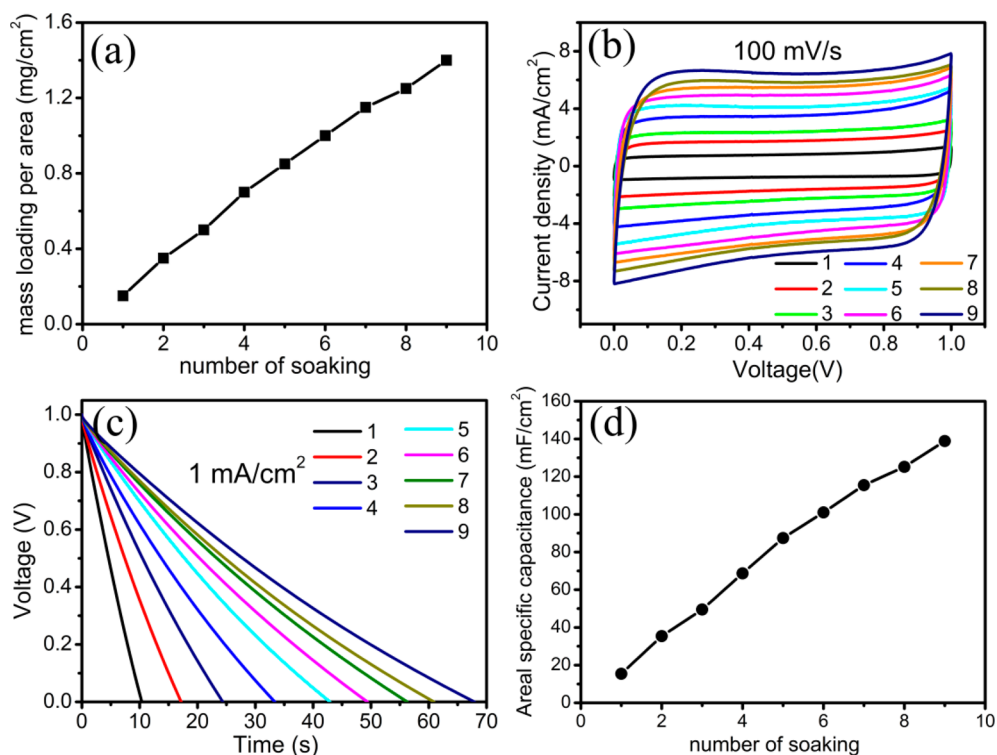 (a)
mass loading per area (mg/cm²)
1.6
1.2
0.8
0.4
0.0
0 2 4 6 8 10
number of soaking
(b)
100 mV/s
Current density (mA/cm²)
8
4
0
-4
-8
1 4 7
2 5 8
3 6 9
0.0 0.2 0.4 0.6 0.8 1.0
Voltage(V)
(c)
1 mA/cm²
Voltage (V)
1.0
0.8
0.6
0.4
0.2
0.0
1 5
2 6
3 7
4 8
9
0 10 20 30 40 50 60 70
Time (s)
(d)
Areal specific capacitance (mF/cm²)
160
140
120
100
80
60
40
20
0
0 2 4 6 8 10
number of soaking